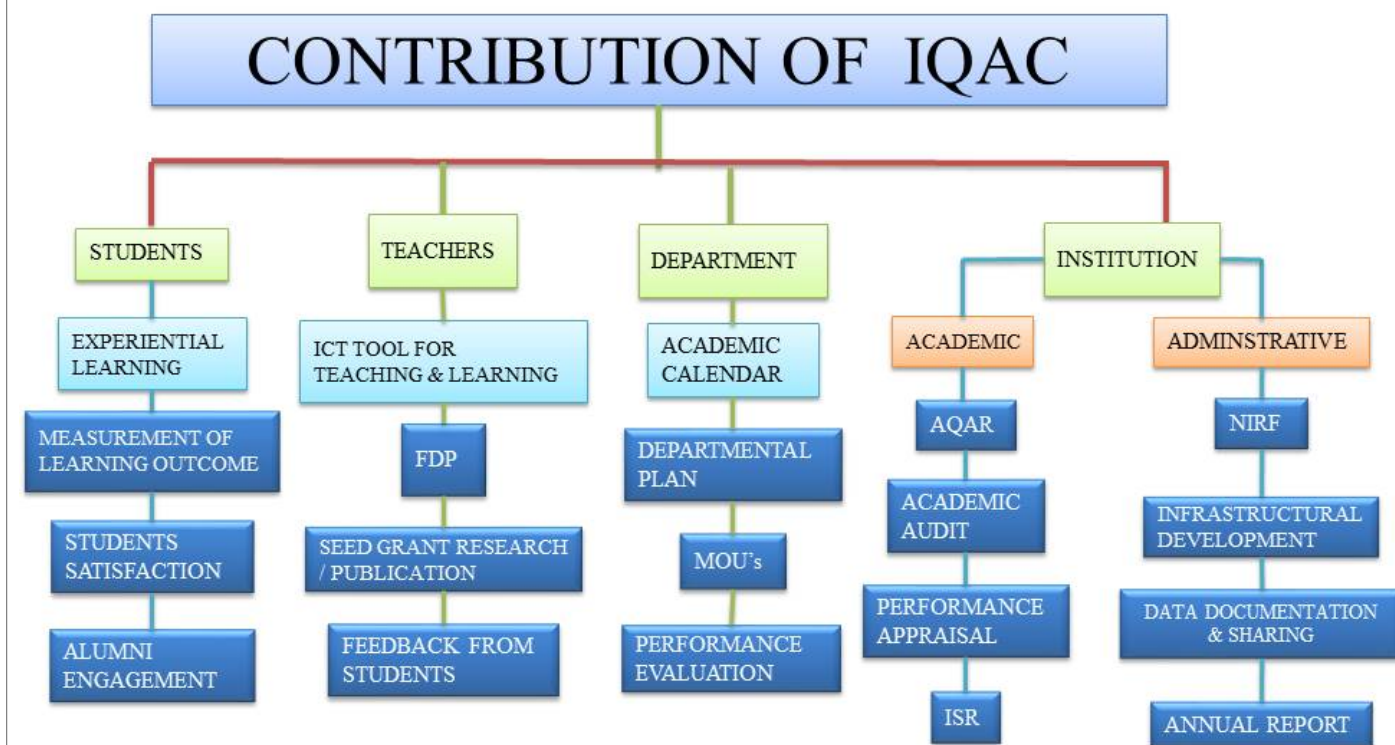 CONTRIBUTION OF IQAC
STUDENTS
EXPERIENTIAL
LEARNING
MEASUREMENT OF
LEARNING OUTCOME
STUDENTS
SATISFACTION
ALUMNI
ENGAGEMENT
TEACHERS
ICT TOOL FOR
TEACHING & LEARNING
FDP
SEED GRANT RESEARCH
/ PUBLICATION
FEEDBACK FROM
STUDENTS
DEPARTMENT
ACADEMIC
CALENDAR
DEPARTMENTAL
PLAN
MOU’s
PERFORMANCE
EVALUATION
INSTITUTION
ACADEMIC
AQAR
ACADEMIC
AUDIT
PERFORMANCE
APPRAISAL
ISR
ADMINSTRATIVE
NIRF
INFRASTRUCTURAL
DEVELOPMENT
DATA DOCUMENTATION
& SHARING
ANNUAL REPORT